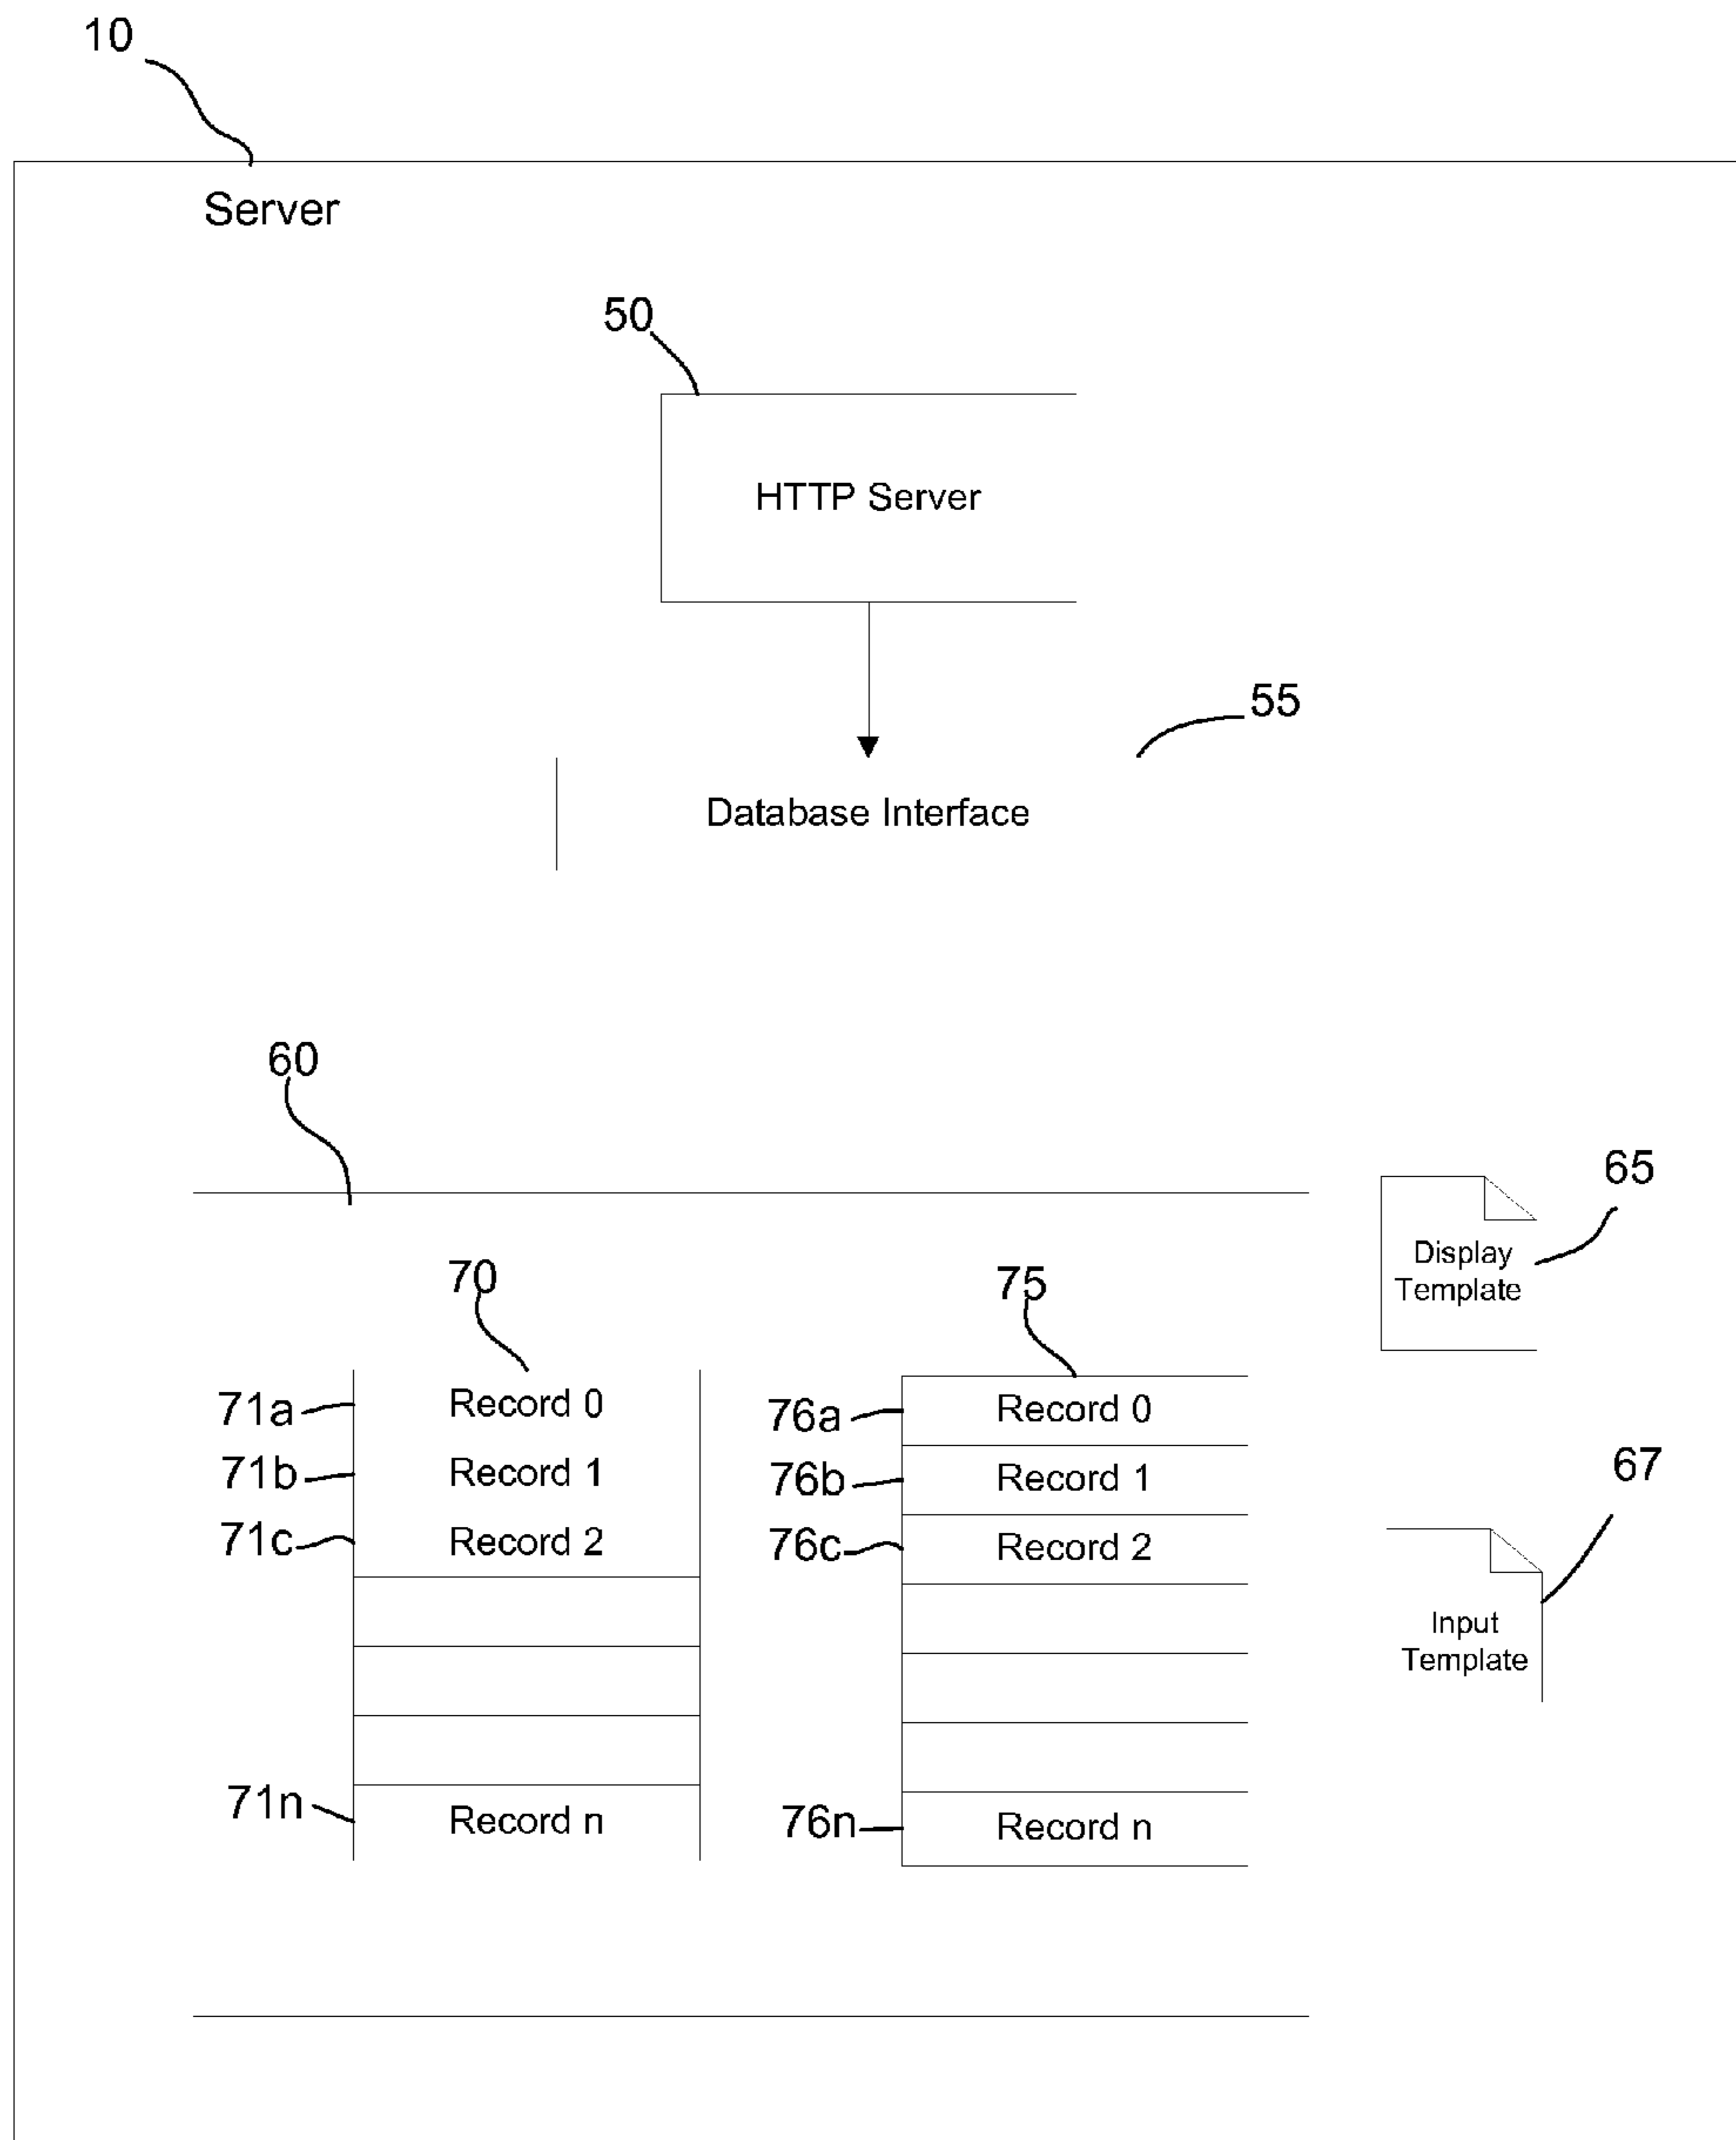 10
Server
50
HTTP Server
55
Database Interface
60
65
Display
Template
70
75
71a
Record 0
76a
Record 0
71b
Record 1
76b
Record 1
67
71c
Record 2
76c
Record 2
Input
Template
71n
Record n
76n
Record n